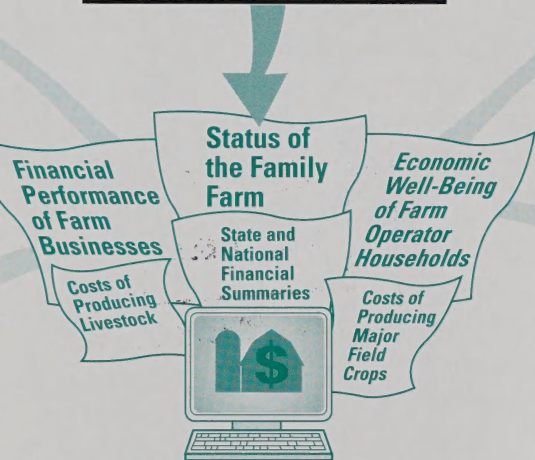 Financial
Performance
of Farm
Businesses
Status of
the Family
Farm
Economic
Well-Being
of Farm
Operator
Households
Costs of
Producing
Livestock
State and
National
Financial
Summaries
Costs of
Producing
Major
Field
Crops
$